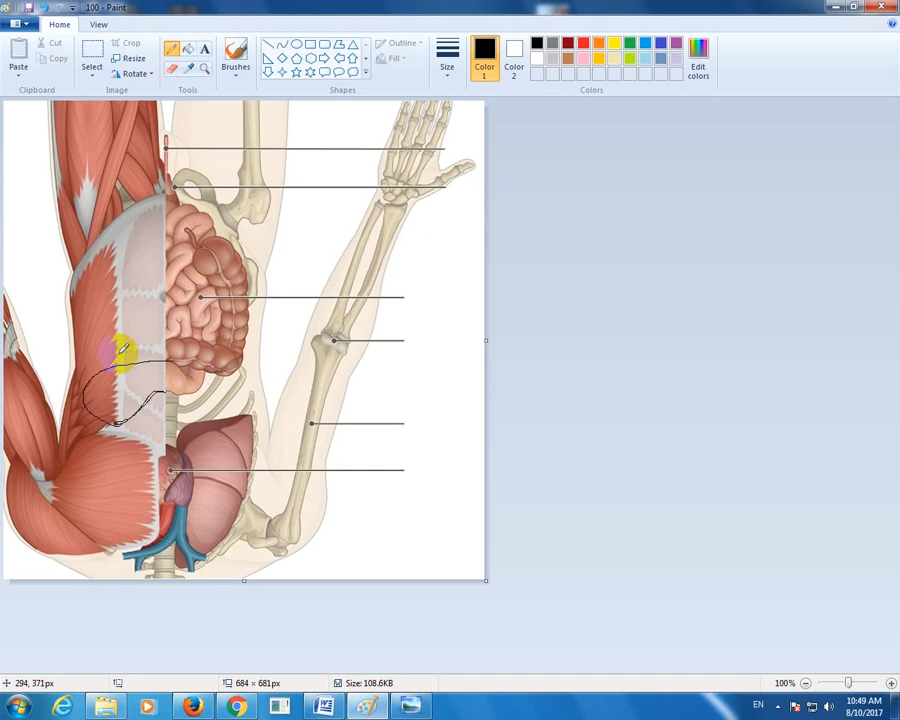 100 - Paint
Home View
Paste
Cut
Copy
Clipboard
Select
Crop
Resize
Rotate
Image
Tools
Brushes
Outline
Fill
Shapes
Size
Color 1
Color 2
Edit colors
Colors
294, 371px
684 × 681px
Size: 108.6KB
100%
EN
10:49 AM
8/10/2017